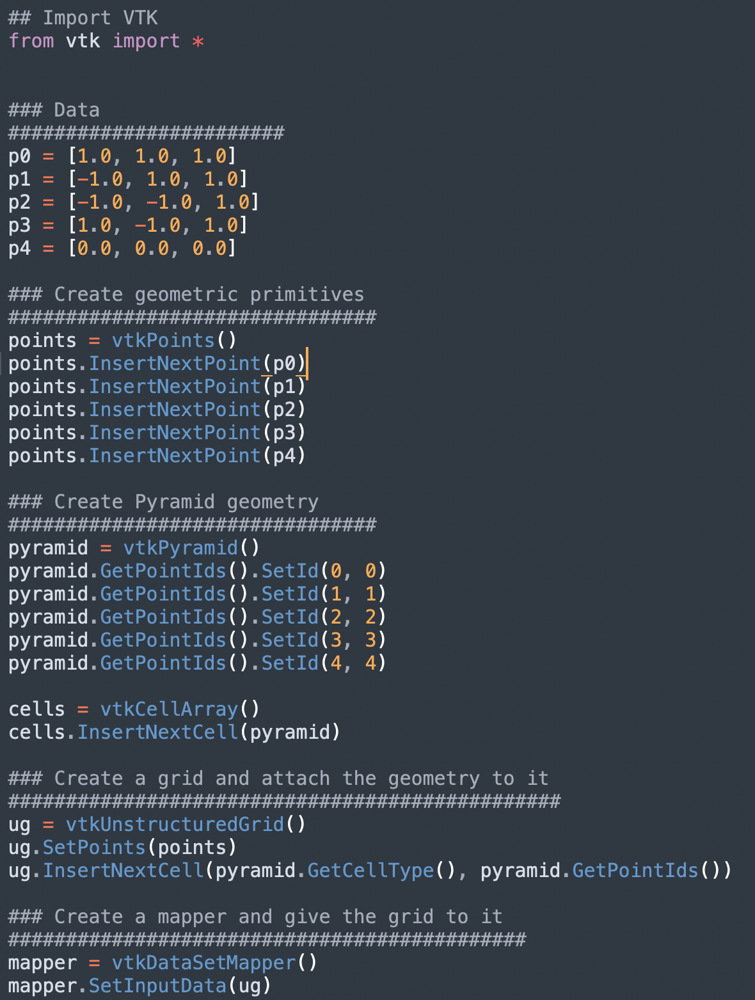 ## Import VTK
from vtk import *
### Data
########################
p0 = [1.0, 1.0, 1.0]
p1 = [-1.0, 1.0, 1.0]
p2 = [-1.0, -1.0, 1.0]
p3 = [1.0, -1.0, 1.0]
p4 = [0.0, 0.0, 0.0]
### Create geometric primitives
################################
points = vtkPoints()
points.InsertNextPoint(p0)
points.InsertNextPoint(p1)
points.InsertNextPoint(p2)
points.InsertNextPoint(p3)
points.InsertNextPoint(p4)
### Create Pyramid geometry
################################
pyramid = vtkPyramid()
pyramid.GetPointIds().SetId(0, 0)
pyramid.GetPointIds().SetId(1, 1)
pyramid.GetPointIds().SetId(2, 2)
pyramid.GetPointIds().SetId(3, 3)
pyramid.GetPointIds().SetId(4, 4)
cells = vtkCellArray()
cells.InsertNextCell(pyramid)
### Create a grid and attach the geometry to it
################################################
ug = vtkUnstructuredGrid()
ug.SetPoints(points)
ug.InsertNextCell(pyramid.GetCellType(), pyramid.GetPointIds())
### Create a mapper and give the grid to it
#############################################
mapper = vtkDataSetMapper()
mapper.SetInputData(ug)